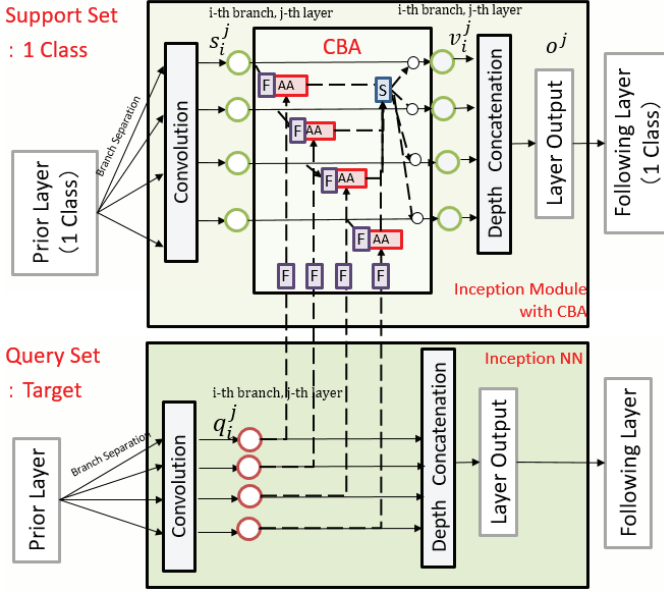 Support Set
: 1 Class
i-th branch, j-th layer
i-th branch, j-th layer
s_i^j
CBA
v_i^j
o^j
Branch Separation
Prior Layer
(1 Class)
Convolution
F AA
F AA
F AA
F AA
S
F F F F
Depth Concatenation
Layer Output
Following Layer
(1 Class)
Inception Module
with CBA
Query Set
: Target
Inception NN
i-th branch, j-th layer
q_i^j
Branch Separation
Prior Layer
Convolution
Depth Concatenation
Layer Output
Following Layer